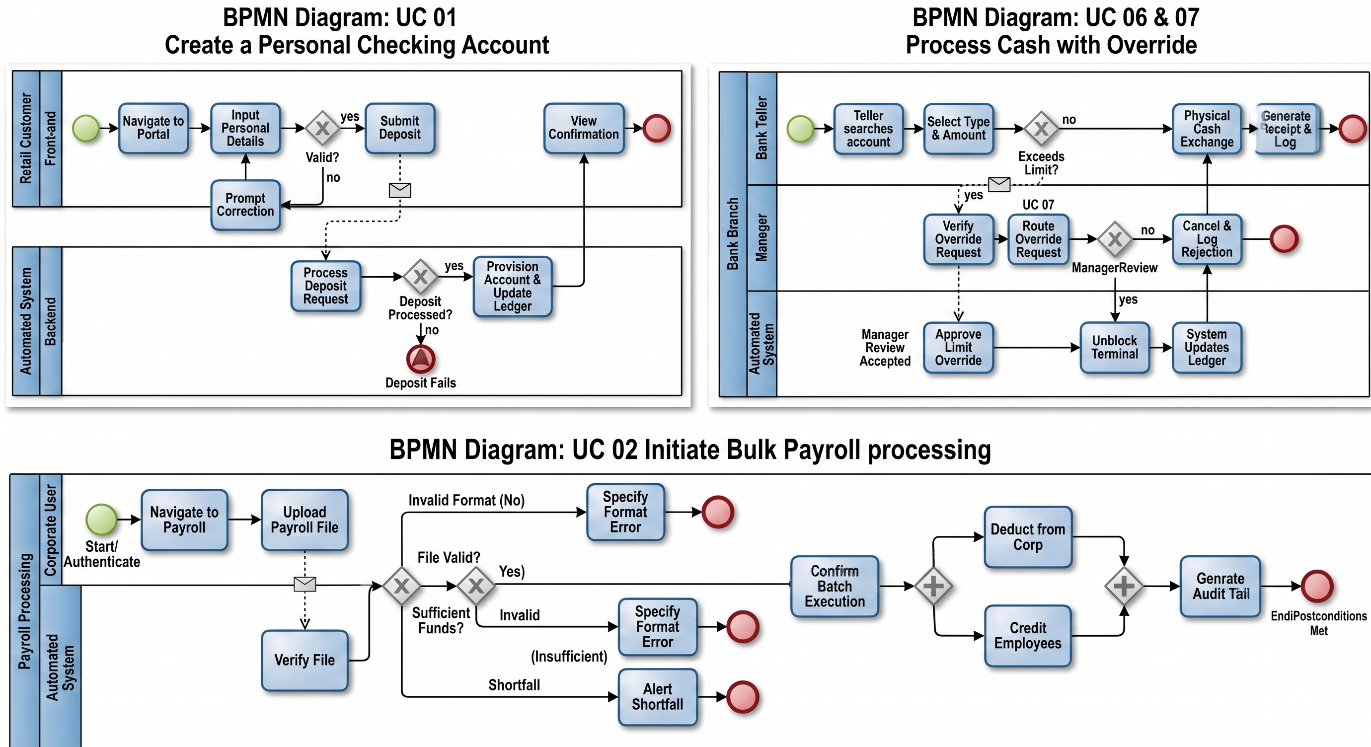 BPMN Diagram: UC 01
Create a Personal Checking Account
Retail Customer
Front-and
Navigate to
Portal
Input
Personal
Details
X
yes
Valid?
no
Submit
Deposit
View
Confirmation
Prompt
Correction
Automated System
Backend
Process
Deposit
Request
X
yes
Deposit
Processed?
no
Provision
Account &
Update
Ledger
Deposit Fails
BPMN Diagram: UC 06 & 07
Process Cash with Override
Bank Branch
Bank Teller
Teller
searches
account
Select Type
& Amount
X
no
Exceeds
Limit?
Physical
Cash
Exchange
Generate
Receipt &
Log
Manager
yes
Verify
Override
Request
UC 07
Route
Override
Request
X
no
ManagerReview
yes
Cancel &
Log
Rejection
Automated
System
Manager
Review
Accepted
Approve
Limit
Override
Unblock
Terminal
System
Updates
Ledger
BPMN Diagram: UC 02 Initiate Bulk Payroll processing
Payroll Processing
Corporate User
Start/
Authenticate
Navigate to
Payroll
Upload
Payroll File
Invalid Format (No)
Specify
Format
Error
Automated
System
Verify File
X
File Valid?
X
Yes)
Sufficient
Funds?
Invalid
Specify
Format
Error
(Insufficient)
Shortfall
Alert
Shortfall
Confirm
Batch
Execution
Deduct from
Corp
Credit
Employees
Genrate
Audit Tail
EndiPostconditions
Met